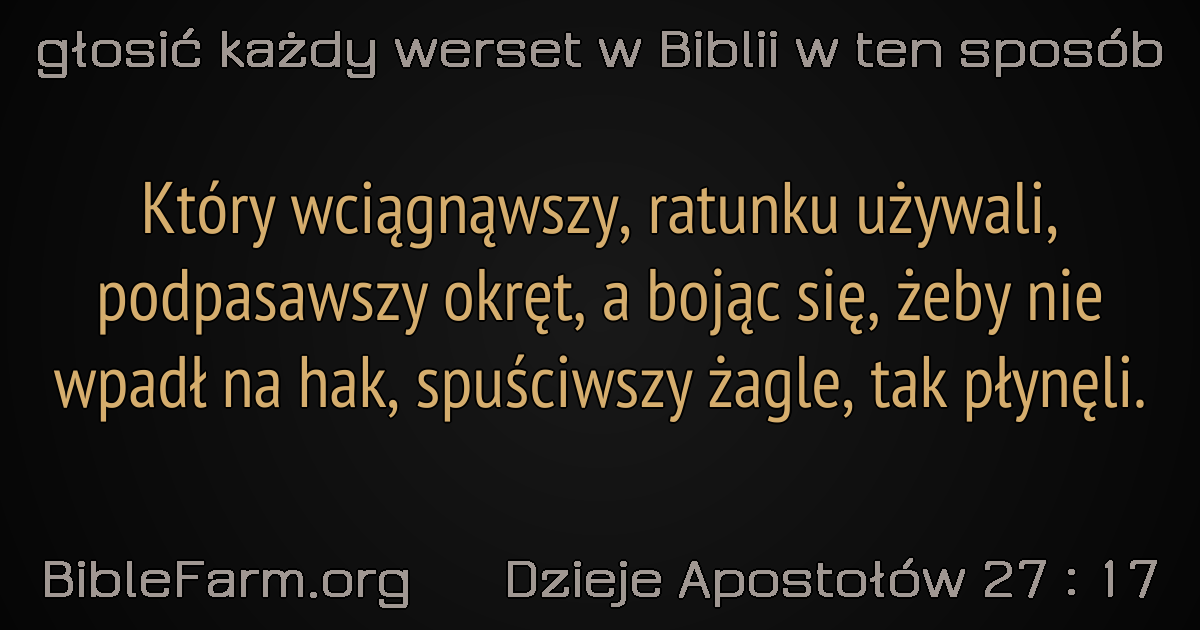 głosić każdy werset w Biblii w ten sposób
Który wciągnąwszy, ratunku używali,
podpasawszy okręt, a bojąc się, żeby nie
wpadł na hak, spuściwszy żagle, tak płynęli.
BibleFarm.org Dzieje Apostołów 27 : 17